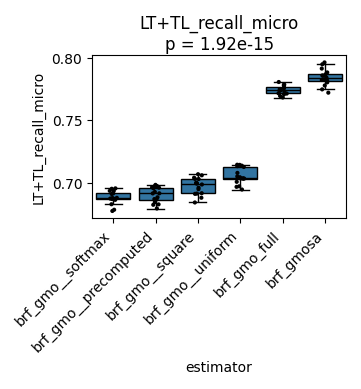 LT+TL_recall_micro
p = 1.92e-15
LT+TL_recall_micro
0.80
0.75
0.70
brf_gmo__softmax
brf_gmo__precomputed
brf_gmo__square
brf_gmo__uniform
brf_gmo_full
brf_gmosa
estimator